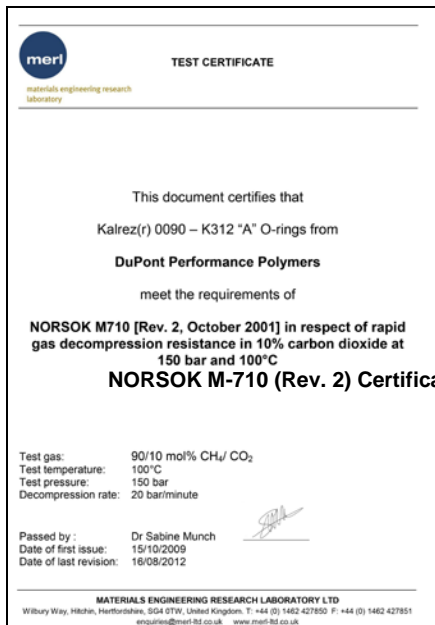 merl
TEST CERTIFICATE
materials engineering research
laboratory
This document certifies that
Kalrez(r) 0090 – K312 "A" O-rings from
DuPont Performance Polymers
meet the requirements of
NORSOK M710 [Rev. 2, October 2001] in respect of rapid
gas decompression resistance in 10% carbon dioxide at
150 bar and 100°C
NORSOK M-710 (Rev. 2) Certifica
Test gas: 90/10 mol% CH₄/ CO₂
Test temperature: 100°C
Test pressure: 150 bar
Decompression rate: 20 bar/minute
Passed by : Dr Sabine Munch
Date of first issue: 15/10/2009
Date of last revision: 16/08/2012
MATERIALS ENGINEERING RESEARCH LABORATORY LTD
Wilbury Way, Hitchin, Hertfordshire, SG4 0TW, United Kingdom. T: +44 (0) 1462 427850 F: +44 (0) 1462 427851
enquiries@merl-ltd.co.uk www.merl-ltd.co.uk